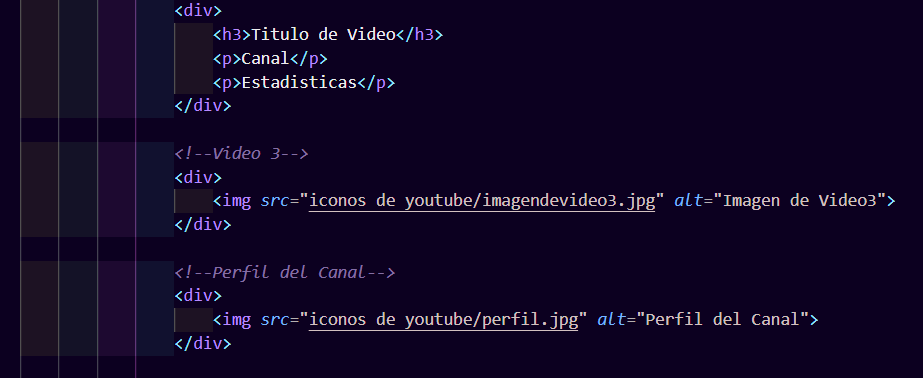 <div>
<h3>Titulo de Video</h3>
<p>Canal</p>
<p>Estadisticas</p>
</div>
<!--Video 3-->
<div>
<img src="iconos de youtube/imagendevideo3.jpg" alt="Imagen de Video3">
</div>
<!--Perfil del Canal-->
<div>
<img src="iconos de youtube/perfil.jpg" alt="Perfil del Canal">
</div>